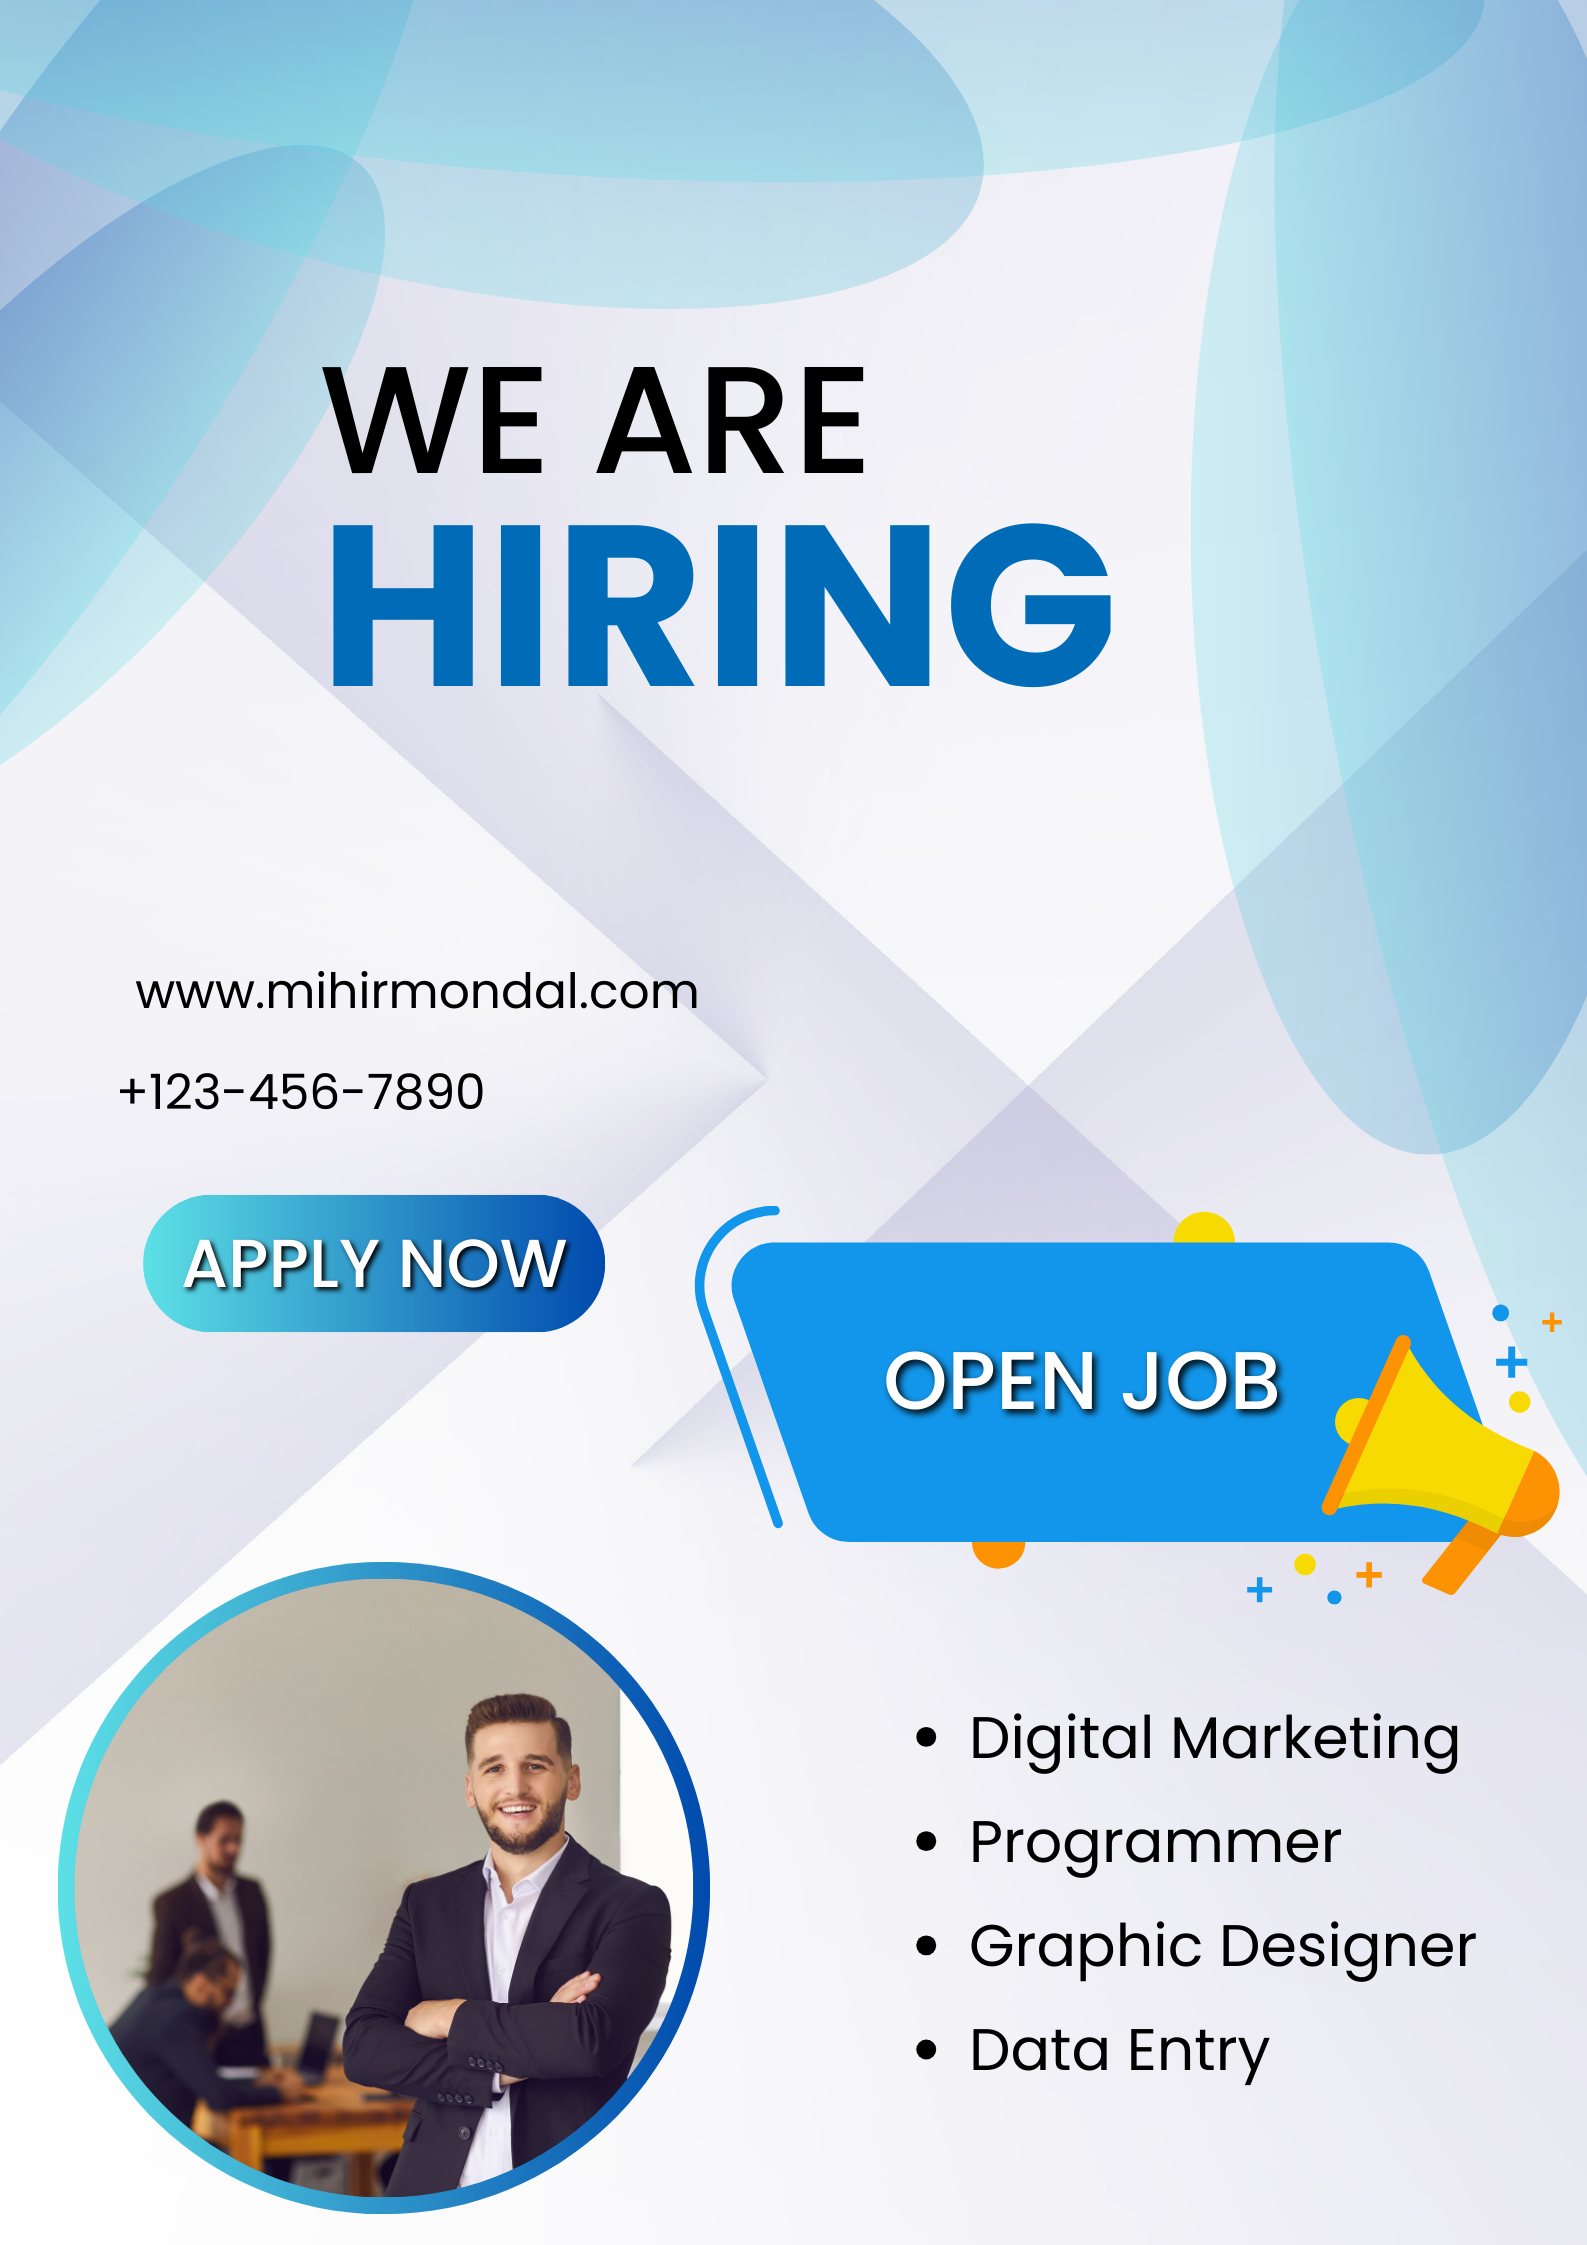 WE ARE
HIRING
www.mihirmondal.com
+123-456-7890
APPLY NOW
OPEN JOB
Digital Marketing
Programmer
Graphic Designer
Data Entry